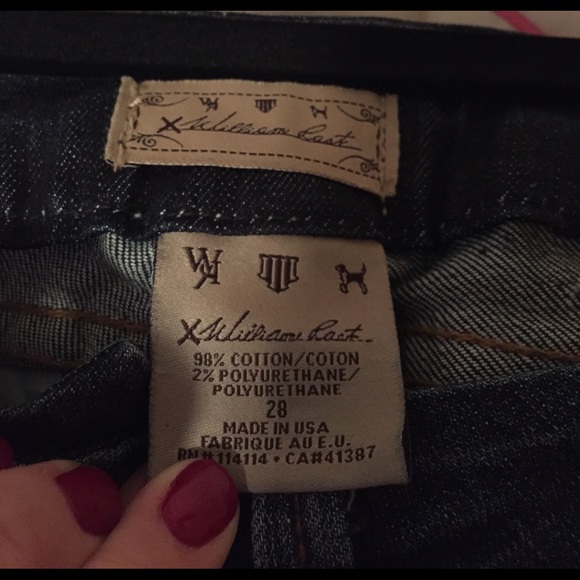 X William Rast
X William Rast
98% COTTON/COTON
2% POLYURETHANE/
POLYURETHANE
28
MADE IN USA
FABRIQUE AU E.U.
RN#114114 • CA#41387